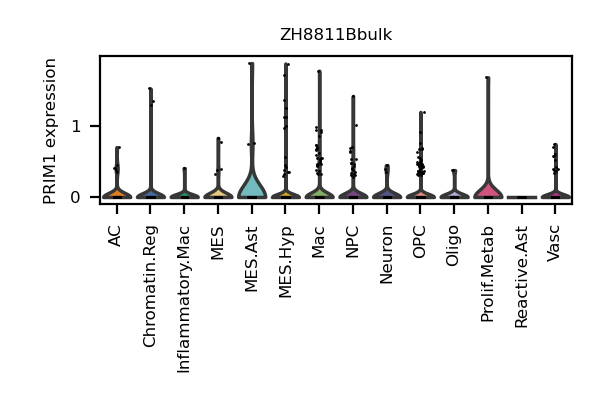 ZH8811Bbulk
PRIM1 expression
1
0
AC
Chromatin.Reg
Inflammatory.Mac
MES
MES.Ast
MES.Hyp
Mac
NPC
Neuron
OPC
Oligo
Prolif.Metab
Reactive.Ast
Vasc